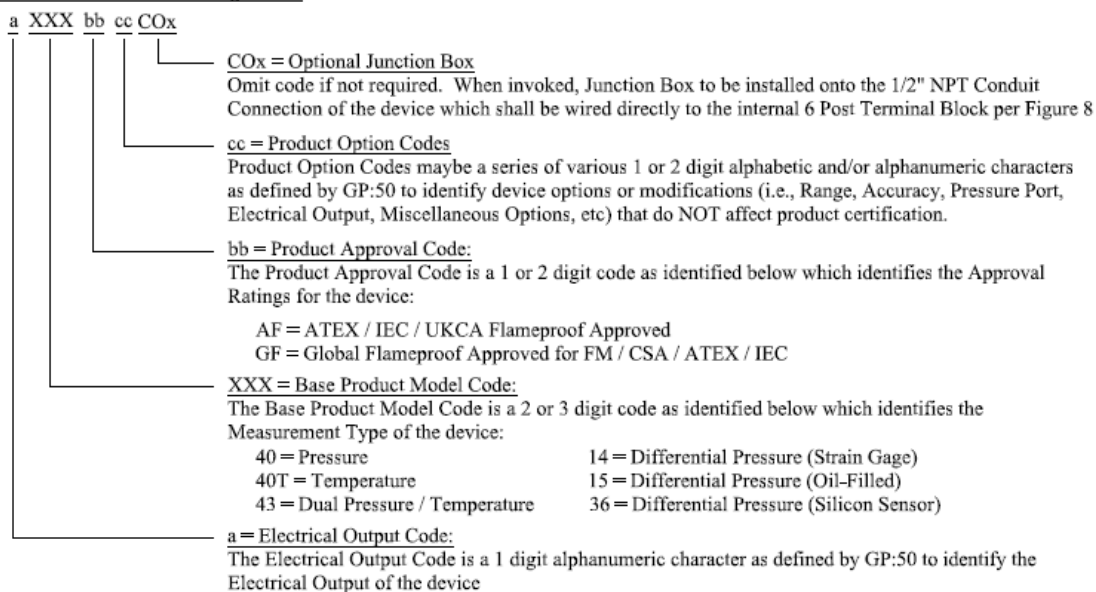 a XXX bb cc COx
COx = Optional Junction Box
Omit code if not required. When invoked, Junction Box to be installed onto the 1/2" NPT Conduit
Connection of the device which shall be wired directly to the internal 6 Post Terminal Block per Figure 8
cc = Product Option Codes
Product Option Codes maybe a series of various 1 or 2 digit alphabetic and/or alphanumeric characters
as defined by GP:50 to identify device options or modifications (i.e., Range, Accuracy, Pressure Port,
Electrical Output, Miscellaneous Options, etc) that do NOT affect product certification.
bb = Product Approval Code:
The Product Approval Code is a 1 or 2 digit code as identified below which identifies the Approval
Ratings for the device:
AF = ATEX / IEC / UKCA Flameproof Approved
GF = Global Flameproof Approved for FM / CSA / ATEX / IEC
XXX = Base Product Model Code:
The Base Product Model Code is a 2 or 3 digit code as identified below which identifies the
Measurement Type of the device:
40 = Pressure 14 = Differential Pressure (Strain Gage)
40T = Temperature 15 = Differential Pressure (Oil-Filled)
43 = Dual Pressure / Temperature 36 = Differential Pressure (Silicon Sensor)
a = Electrical Output Code:
The Electrical Output Code is a 1 digit alphanumeric character as defined by GP:50 to identify the
Electrical Output of the device